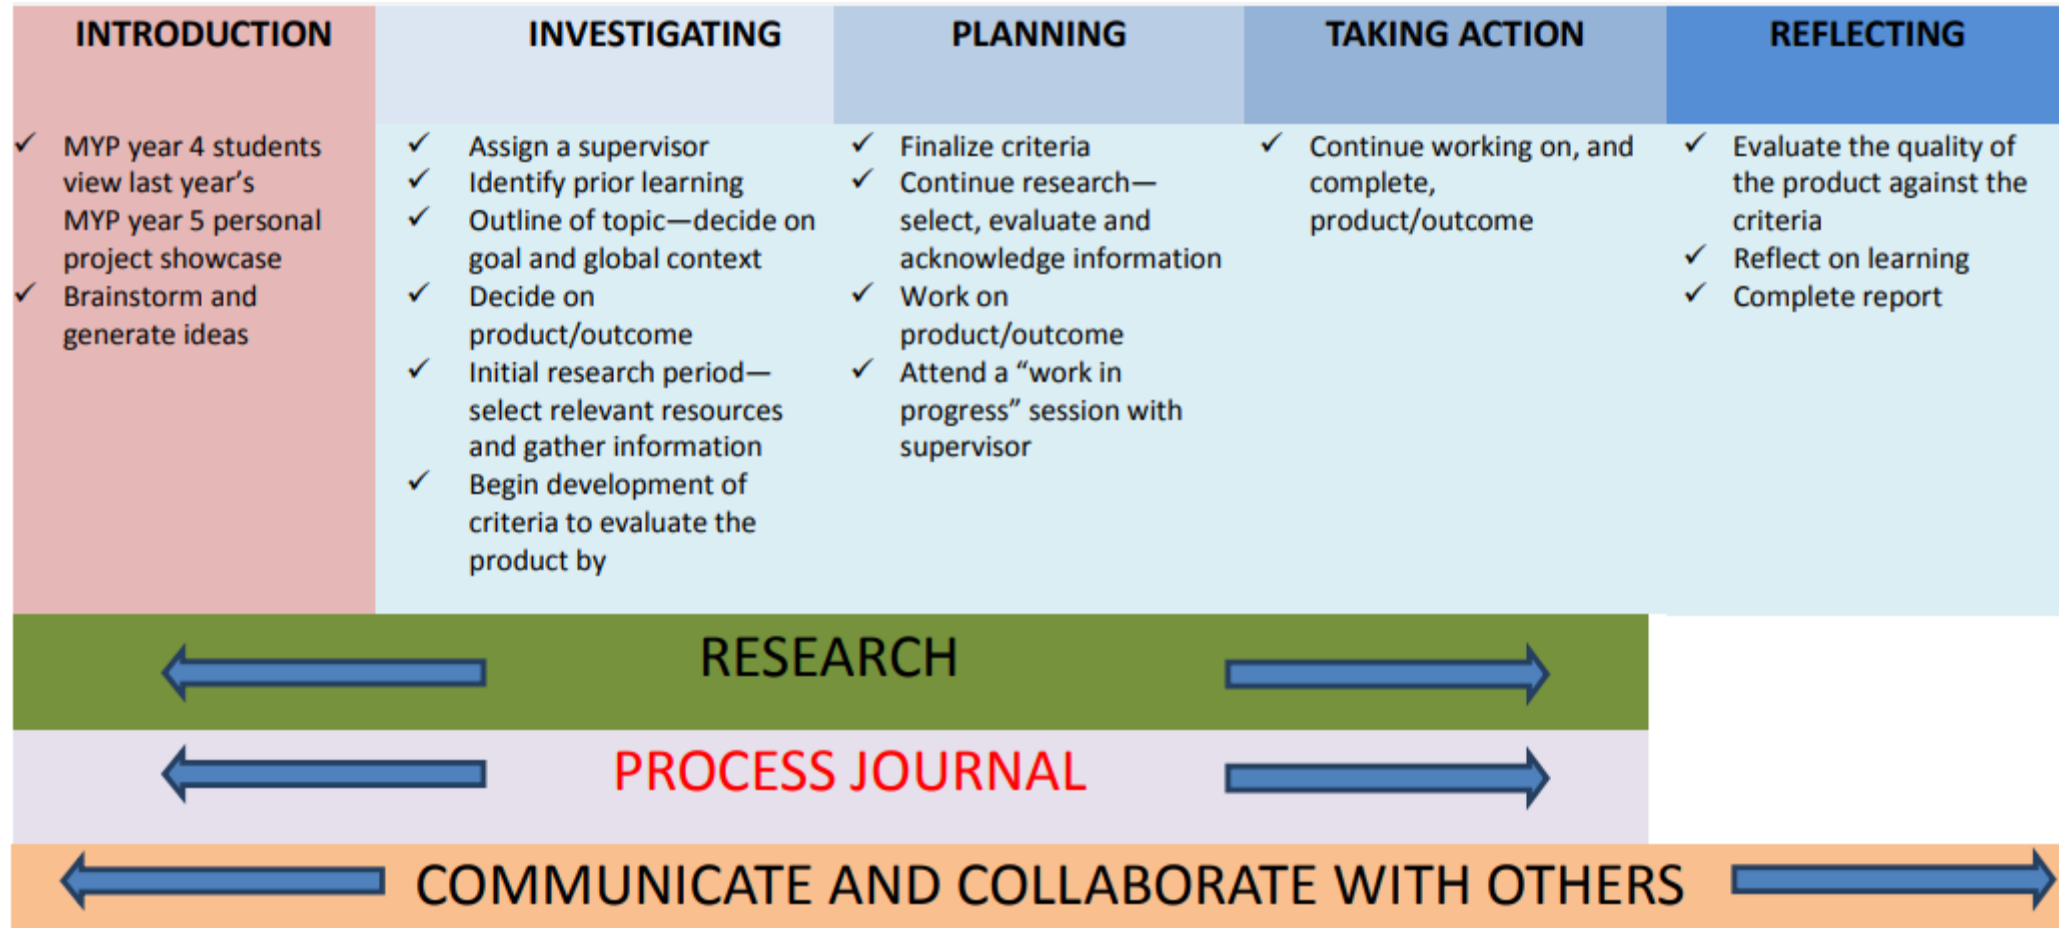 INTRODUCTION
INVESTIGATING
PLANNING
TAKING ACTION
REFLECTING
✓ MYP year 4 students
view last year’s
MYP year 5 personal
project showcase
✓ Brainstorm and
generate ideas
✓ Assign a supervisor
✓ Identify prior learning
✓ Outline of topic—decide on
goal and global context
✓ Decide on
product/outcome
✓ Initial research period—
select relevant resources
and gather information
✓ Begin development of
criteria to evaluate the
product by
✓ Finalize criteria
✓ Continue research—
select, evaluate and
acknowledge information
✓ Work on
product/outcome
✓ Attend a “work in
progress” session with
supervisor
✓ Continue working on, and
complete,
product/outcome
✓ Evaluate the quality of
the product against the
criteria
✓ Reflect on learning
✓ Complete report
RESEARCH
PROCESS JOURNAL
COMMUNICATE AND COLLABORATE WITH OTHERS